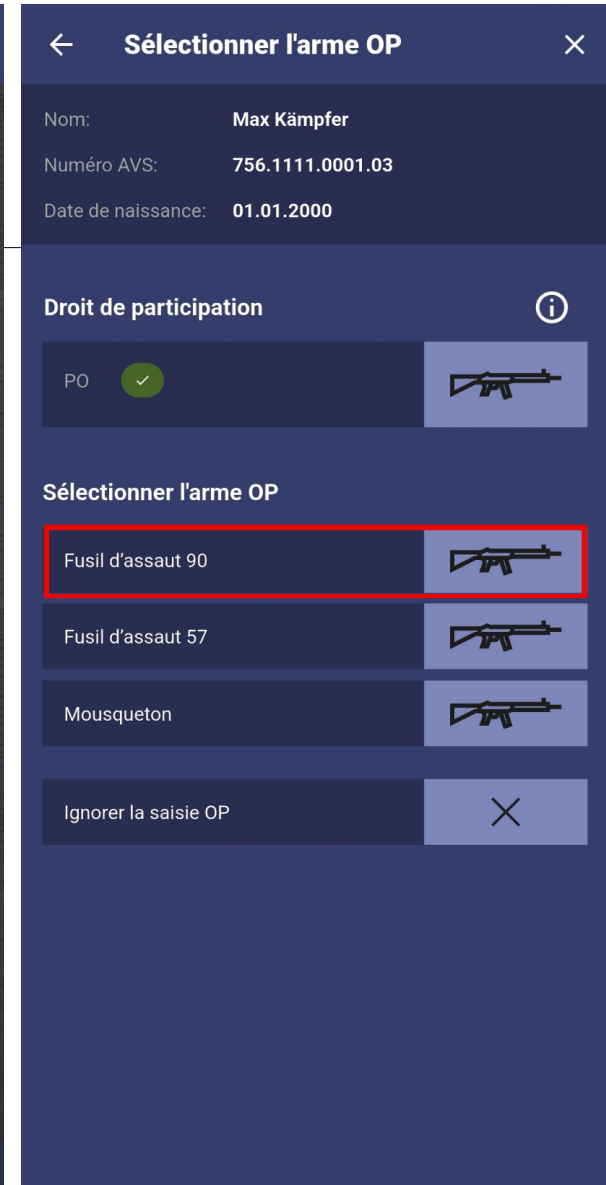 Sélectionner l'arme OP
Nom: Max Kämpfer
Numéro AVS: 756.1111.0001.03
Date de naissance: 01.01.2000
Droit de participation
PO
Sélectionner l'arme OP
Fusil d’assaut 90
Fusil d’assaut 57
Mousqueton
Ignorer la saisie OP